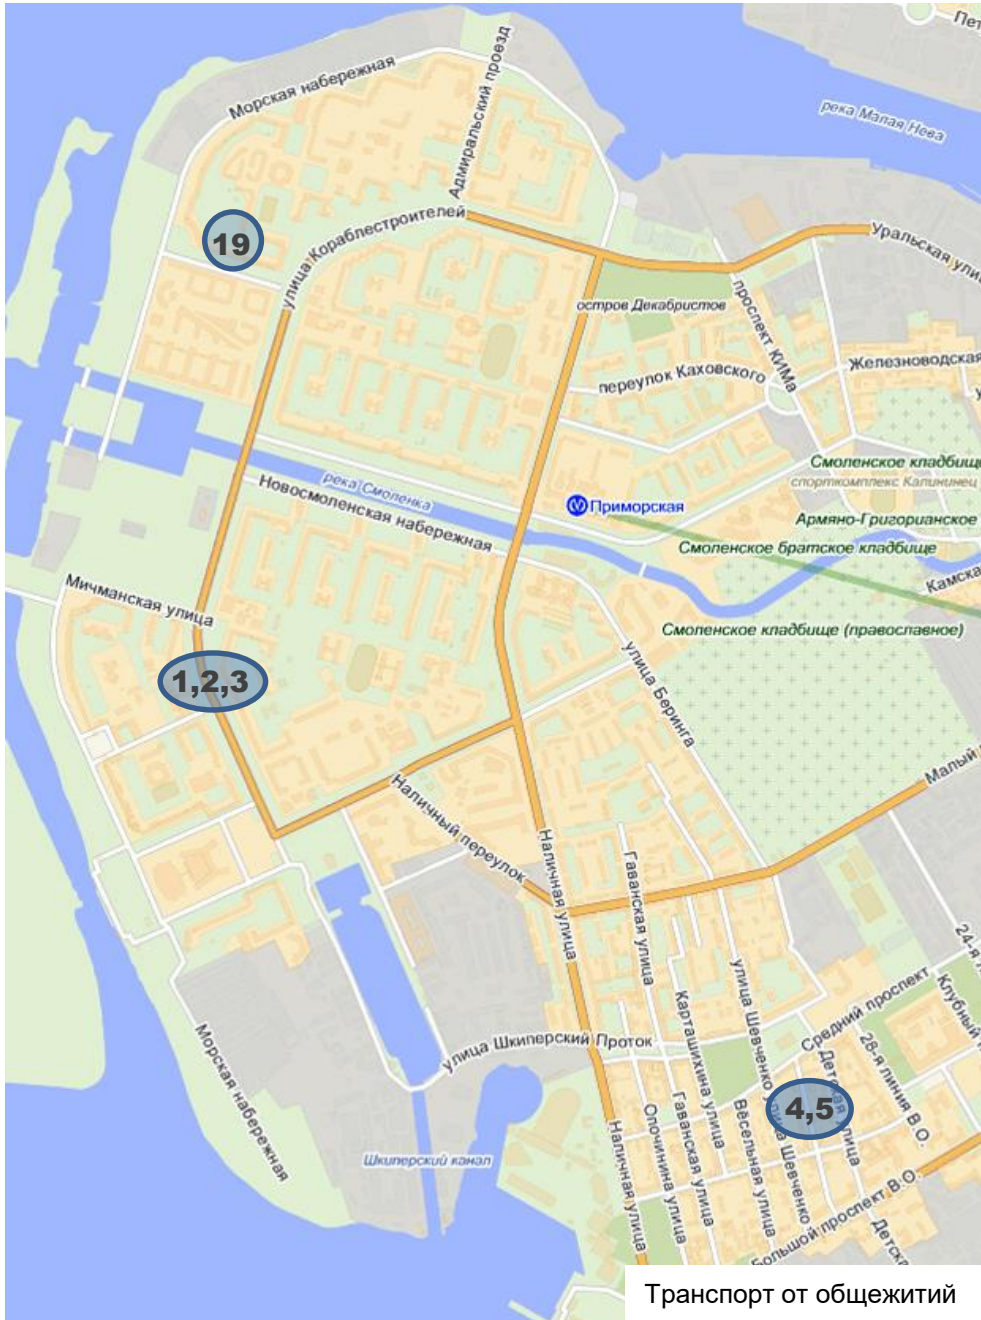 Пет
Морская набережная
Адмиральский проезд
река Малая Нева
19
улица Кораблестроителей
Уральская улиц
остров Декабристов
проспект КИМа
Железноводская
переулок Каховского
у
Смоленское кладбищ
спорткомплекс Калининец
река Смоленка
Новосмоленская набережная
Приморская
Армяно-Григорианское
Смоленское братское кладбище
Камска
Мичманская улица
Смоленское кладбище (православное)
1,2,3
улица Беринга
Малый
Наличный переулок
Наличная улица
Гаванская улица
24-я л
улица Шевченко
Средний проспект
Клубный
Карташихина улица
26-я линия В.О.
Морская набережная
улица Шкиперский Проток
Детская улица
4,5
Шкиперский канал
Наличная улица
Опочинина улица
Гаванская улица
Весельная улица
улица Шевченко
Большой проспект В.О.
Детска
Транспорт от общежитий